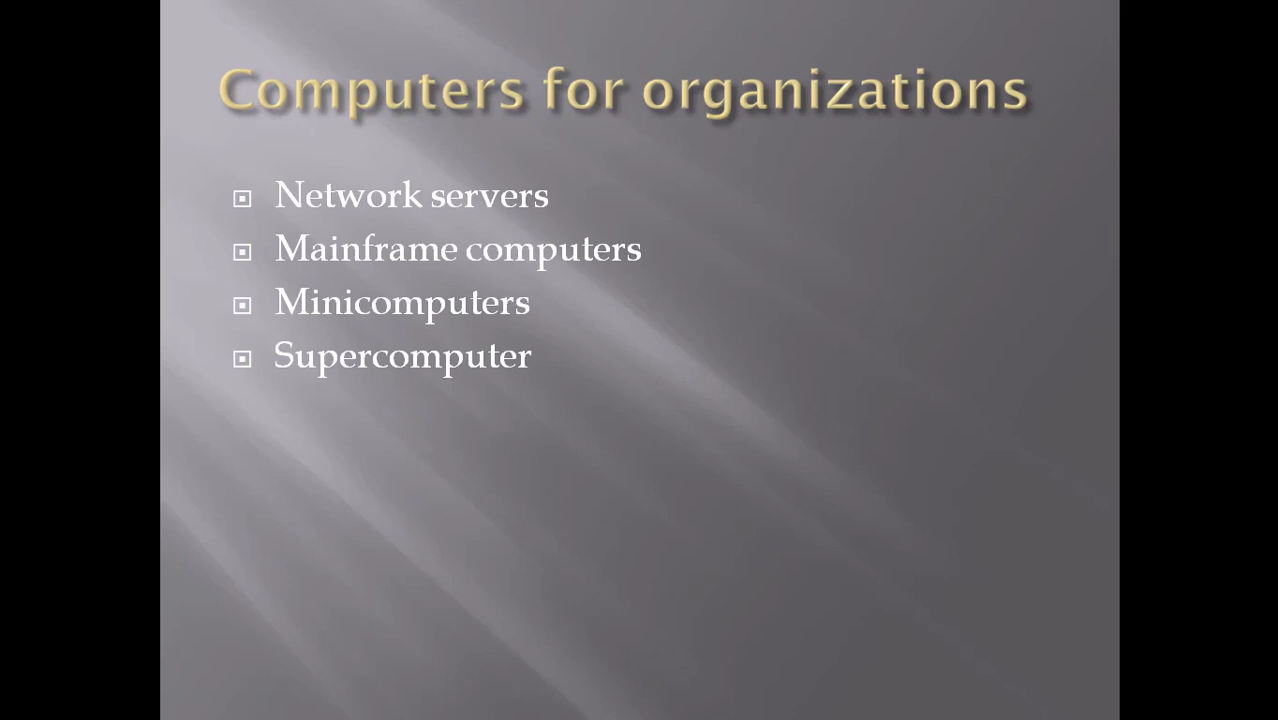 Computers for organizations
Network servers
Mainframe computers
Minicomputers
Supercomputer